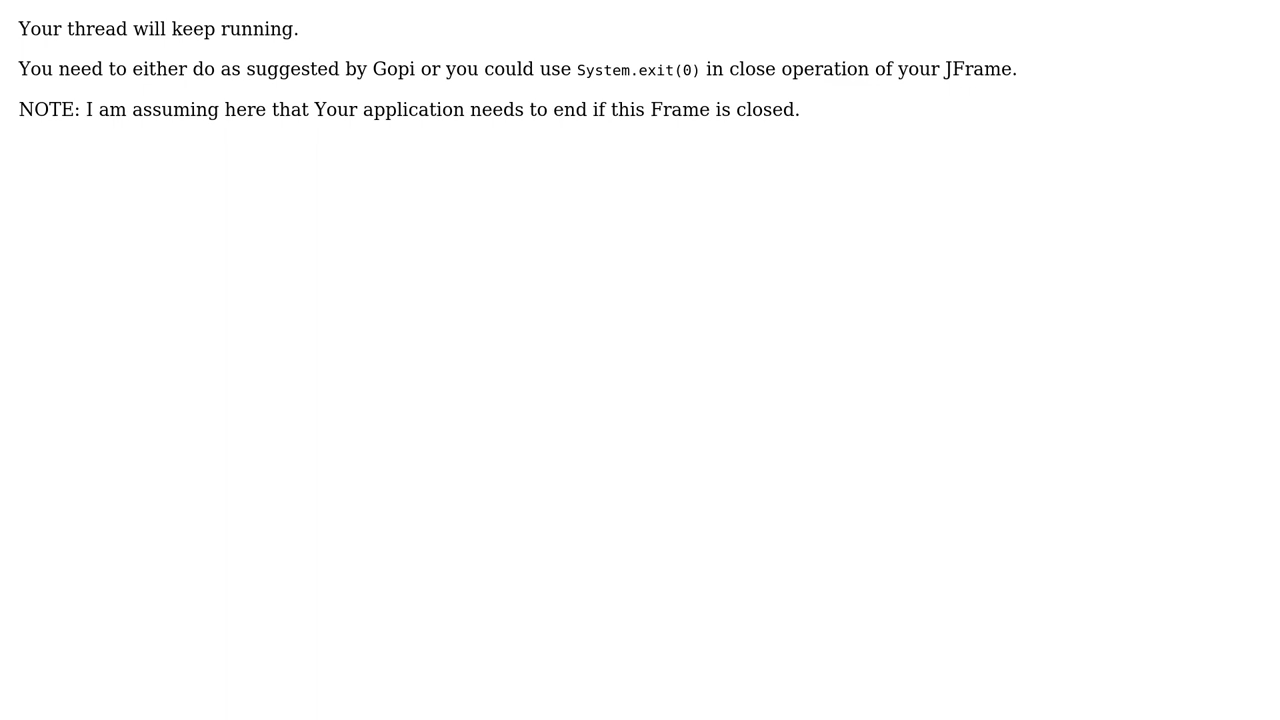 Your thread will keep running.
You need to either do as suggested by Gopi or you could use System.exit(0) in close operation of your JFrame.
NOTE: I am assuming here that Your application needs to end if this Frame is closed.